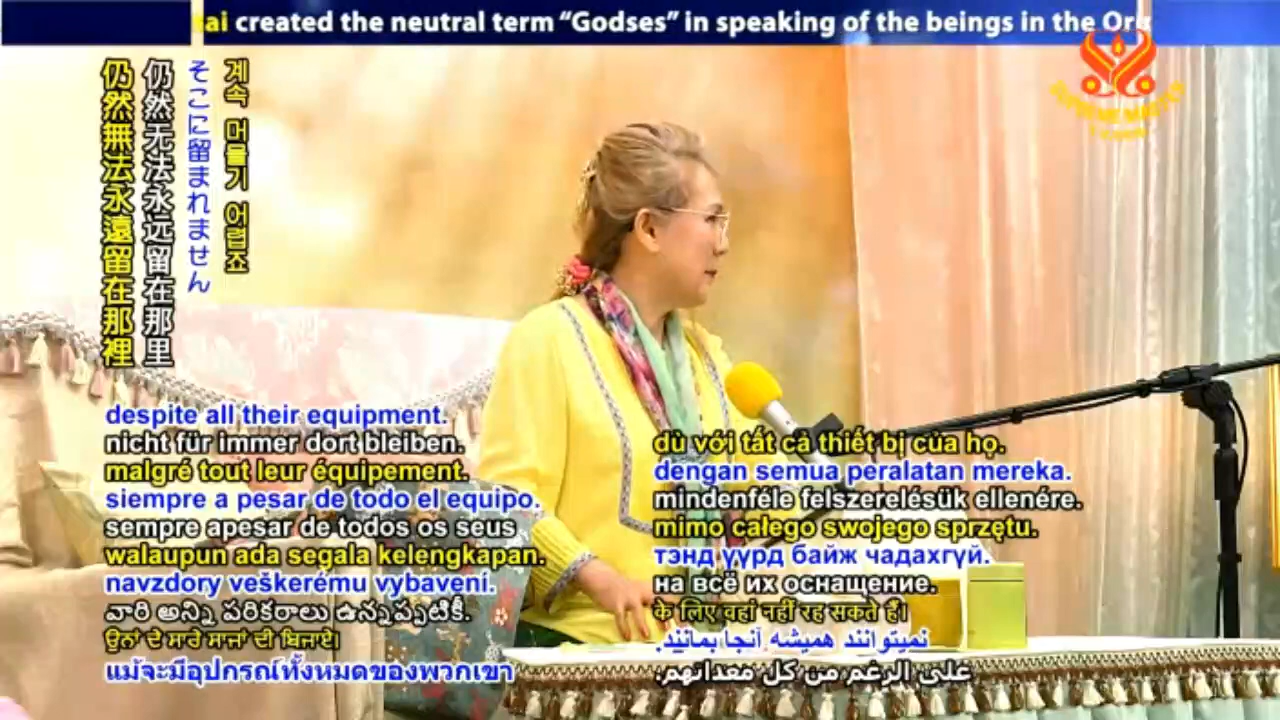 ai created the neutral term “Godses” in speaking of the beings in the Or
계속 머물기 어렵죠
そこに留まれません
仍然无法永远留在那里
仍然無法永遠留在那裡
despite all their equipment.
nicht für immer dort bleiben.
malgré tout leur équipement.
siempre a pesar de todo el equipo.
sempre apesar de todos os seus
walaupun ada segala kelengkapan.
navzdory veškerému vybavení.
వారి అన్ని పరికరాలు ఉన్నప్పటికీ.
ਉਨਾਂ ਦੇ ਸਾਰੇ ਸਾਜਾਂ ਦੀ ਬਿਜਾਏ।
แม้จะมีอุปกรณ์ทั้งหมดของพวกเขา
dù với tất cả thiết bị của họ.
dengan semua peralatan mereka.
mindenféle felszerelésük ellenére.
mimo całego swojego sprzętu.
тэнд үүрд байж чадахгүй.
на всё их оснащение.
के लिए वहां नहीं रह सकते हैं।
نمیتوانند همیشه آنجا بمانند.
على الرغم من كل معداتهم.